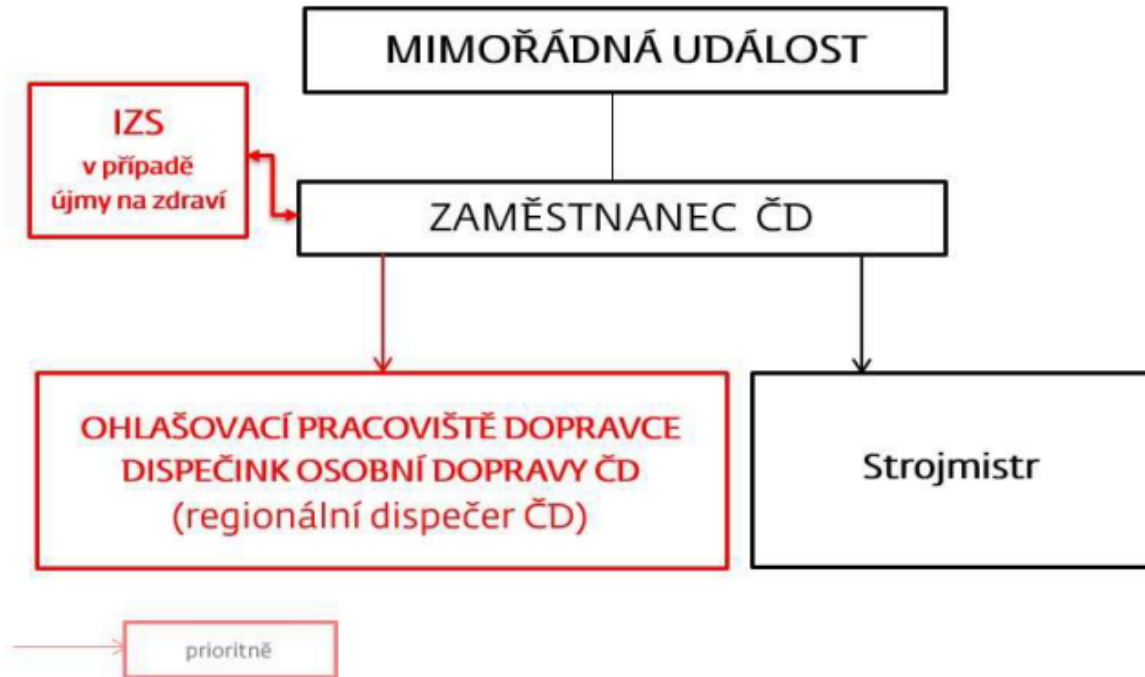 MIMOŘÁDNÁ UDÁLOST
IZS
v případě
újmy na zdraví
ZAMĚSTNANEC ČD
OHLAŠOVACÍ PRACOVIŠTĚ DOPRAVCE
DISPEČINK OSOBNÍ DOPRAVY ČD
(regionální dispečer ČD)
Strojmistr
prioritně